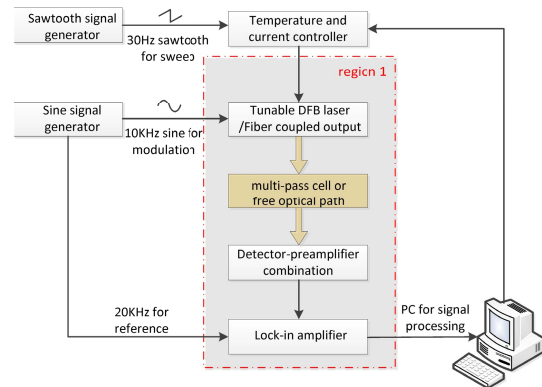 Sawtooth signal
generator
30Hz sawtooth
for sweep
Temperature and
current controller
region 1
Sine signal
generator
10KHz sine for
modulation
Tunable DFB laser
/Fiber coupled output
multi-pass cell or
free optical path
Detector-preamplifier
combination
20KHz for
reference
Lock-in amplifier
PC for signal
processing